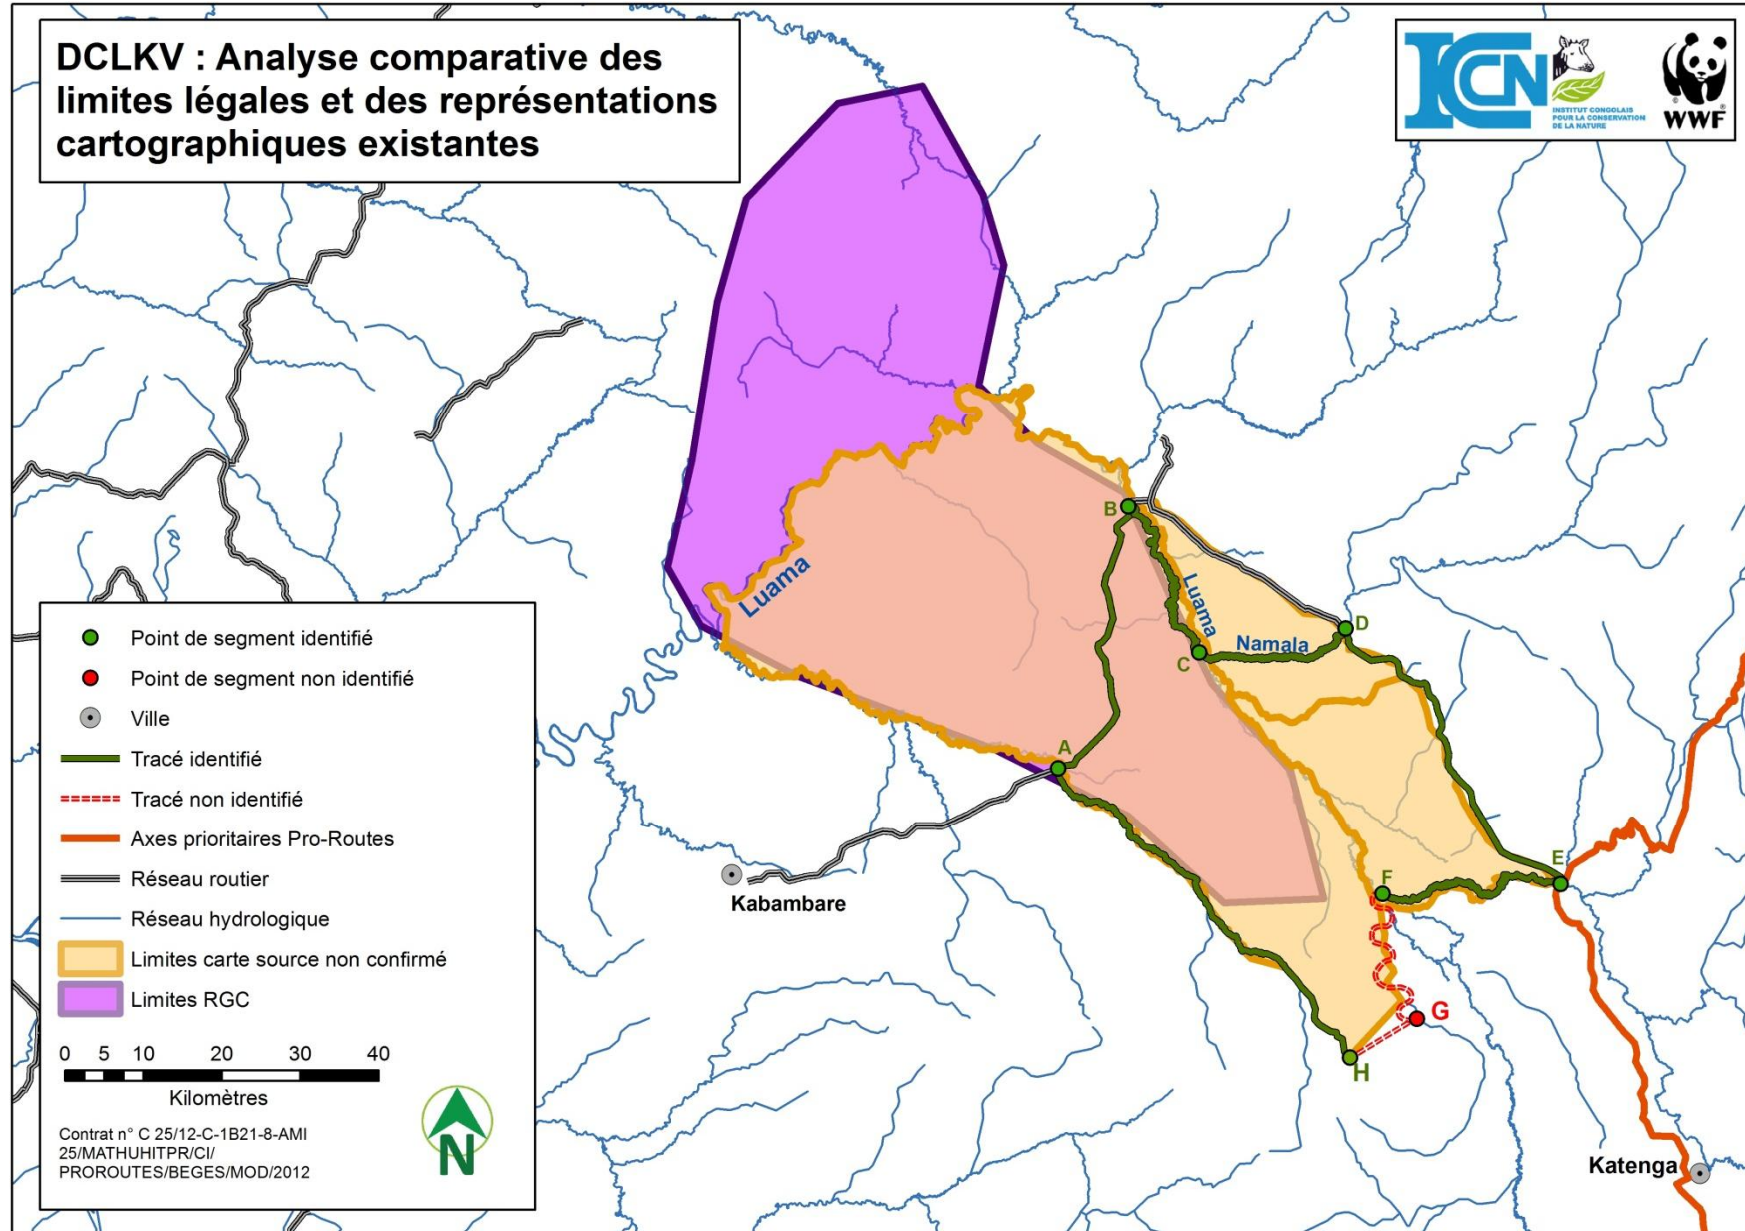 DCLKV : Analyse comparative des
limites légales et des représentations
cartographiques existantes
ICCN
INSTITUT CONGOLAIS
POUR LA CONSERVATION
DE LA NATURE
WWF
B
D
Luama
Luama
Namala
C
A
E
F
Kabambare
G
H
Katenga
Point de segment identifié
Point de segment non identifié
Ville
Tracé identifié
Tracé non identifié
Axes prioritaires Pro-Routes
Réseau routier
Réseau hydrologique
Limites carte source non confirmé
Limites RGC
0 5 10 20 30 40
Kilomètres
Contrat n° C 25/12-C-1B21-8-AMI
25/MATHUHITPR/CI/
PROROUTES/BEGES/MOD/2012
N